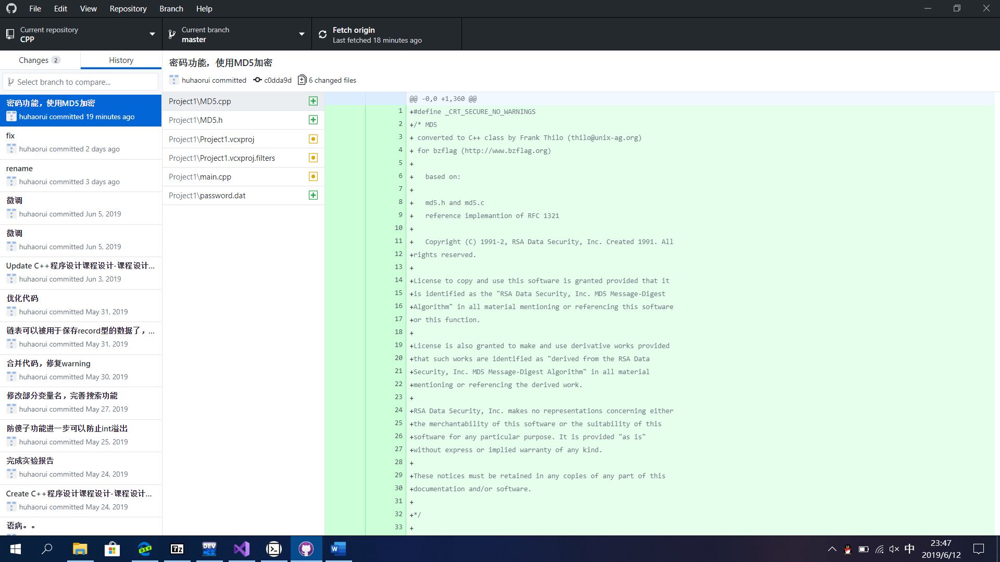 File Edit View Repository Branch Help
Current repository
CPP
Current branch
master
Fetch origin
Last fetched 18 minutes ago
Changes 2
History
Select branch to compare...
密码功能，使用MD5加密
huhaorui committed 19 minutes ago
fix
huhaorui committed 2 days ago
rename
huhaorui committed 3 days ago
微调
huhaorui committed Jun 5, 2019
微调
huhaorui committed Jun 5, 2019
Update C++程序设计课程设计-课程设计...
huhaorui committed Jun 3, 2019
优化代码
huhaorui committed May 31, 2019
链表可以被用于保存record型的数据了，...
huhaorui committed May 31, 2019
合并代码，修复warning
huhaorui committed May 30, 2019
修改部分变量名，完善搜索功能
huhaorui committed May 27, 2019
防傻子功能进一步可以防止int溢出
huhaorui committed May 25, 2019
完成实验报告
huhaorui committed May 24, 2019
Create C++程序设计课程设计-课程设计...
huhaorui committed May 24, 2019
语病。。
密码功能，使用MD5加密
huhaorui committed c0dda9d 6 changed files
Project1\MD5.cpp
Project1\MD5.h
Project1\Project1.vcxproj
Project1\Project1.vcxproj.filters
Project1\main.cpp
Project1\password.dat
@@ -0,0 +1,360 @@
1 +#define _CRT_SECURE_NO_WARNINGS
2 +/* MD5
3 + converted to C++ class by Frank Thilo (thilo@unix-ag.org)
4 + for bzflag (http://www.bzflag.org)
5 +
6 +   based on:
7 +
8 +   md5.h and md5.c
9 +   reference implemantion of RFC 1321
10 +
11 +   Copyright (C) 1991-2, RSA Data Security, Inc. Created 1991. All
12 +rights reserved.
13 +
14 +License to copy and use this software is granted provided that it
15 +is identified as the "RSA Data Security, Inc. MD5 Message-Digest
16 +Algorithm" in all material mentioning or referencing this software
17 +or this function.
18 +
19 +License is also granted to make and use derivative works provided
20 +that such works are identified as "derived from the RSA Data
21 +Security, Inc. MD5 Message-Digest Algorithm" in all material
22 +mentioning or referencing the derived work.
23 +
24 +RSA Data Security, Inc. makes no representations concerning either
25 +the merchantability of this software or the suitability of this
26 +software for any particular purpose. It is provided "as is"
27 +without express or implied warranty of any kind.
28 +
29 +These notices must be retained in any copies of any part of this
30 +documentation and/or software.
31 +
32 +*/
33 +
DEV
7z
DEV C++
W
中
23:47
2019/6/12